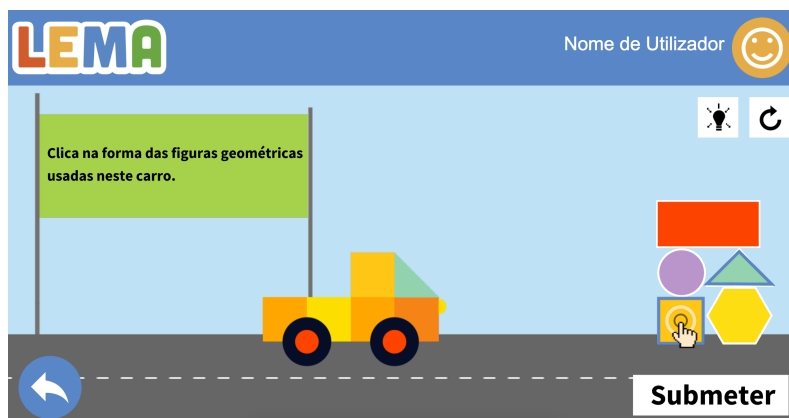 LEMA
Nome de Utilizador
Clica na forma das figuras geométricas
usadas neste carro.
Submeter